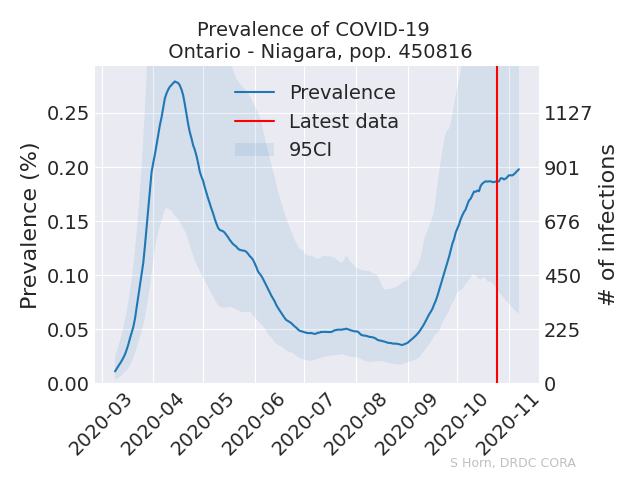 Prevalence of COVID-19
Ontario - Niagara, pop. 450816
Prevalence
Latest data
95CI
Prevalence (%)
0.25
0.20
0.15
0.10
0.05
0.00
1127
901
676
450
225
0
# of infections
2020-03
2020-04
2020-05
2020-06
2020-07
2020-08
2020-09
2020-10
2020-11
S Horn, DRDC CORA